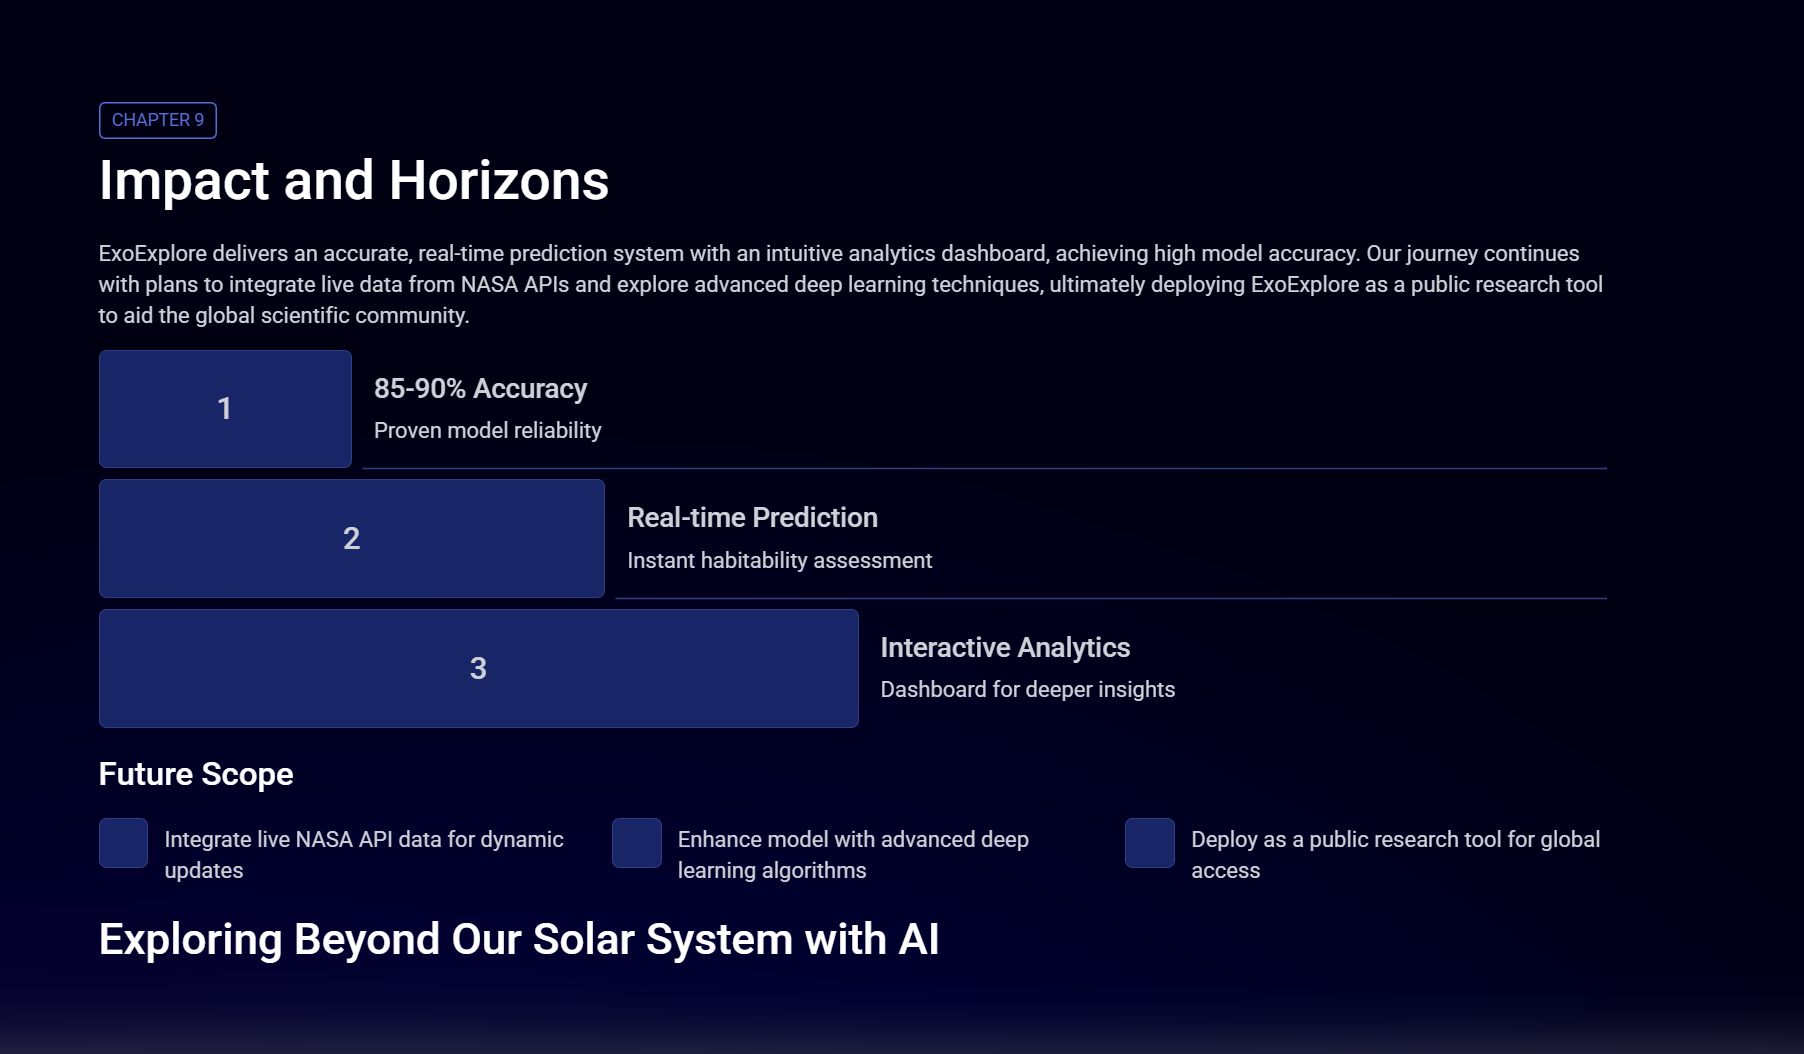 CHAPTER 9
Impact and Horizons
ExoExplore delivers an accurate, real-time prediction system with an intuitive analytics dashboard, achieving high model accuracy. Our journey continues
with plans to integrate live data from NASA APIs and explore advanced deep learning techniques, ultimately deploying ExoExplore as a public research tool
to aid the global scientific community.
1
85-90% Accuracy
Proven model reliability
2
Real-time Prediction
Instant habitability assessment
3
Interactive Analytics
Dashboard for deeper insights
Future Scope
Integrate live NASA API data for dynamic
updates
Enhance model with advanced deep
learning algorithms
Deploy as a public research tool for global
access
Exploring Beyond Our Solar System with AI